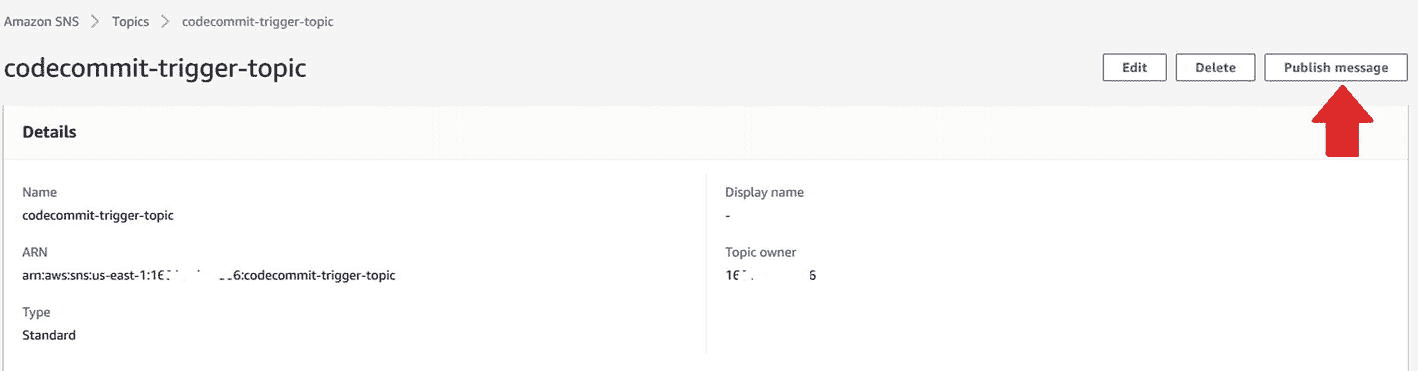 Amazon SNS > Topics > codecommit-trigger-topic
codecommit-trigger-topic
Edit Delete Publish message
Details
Name
codecommit-trigger-topic
Display name
-
ARN
arn:aws:sns:us-east-1:16 6:codecommit-trigger-topic
Topic owner
16 6
Type
Standard